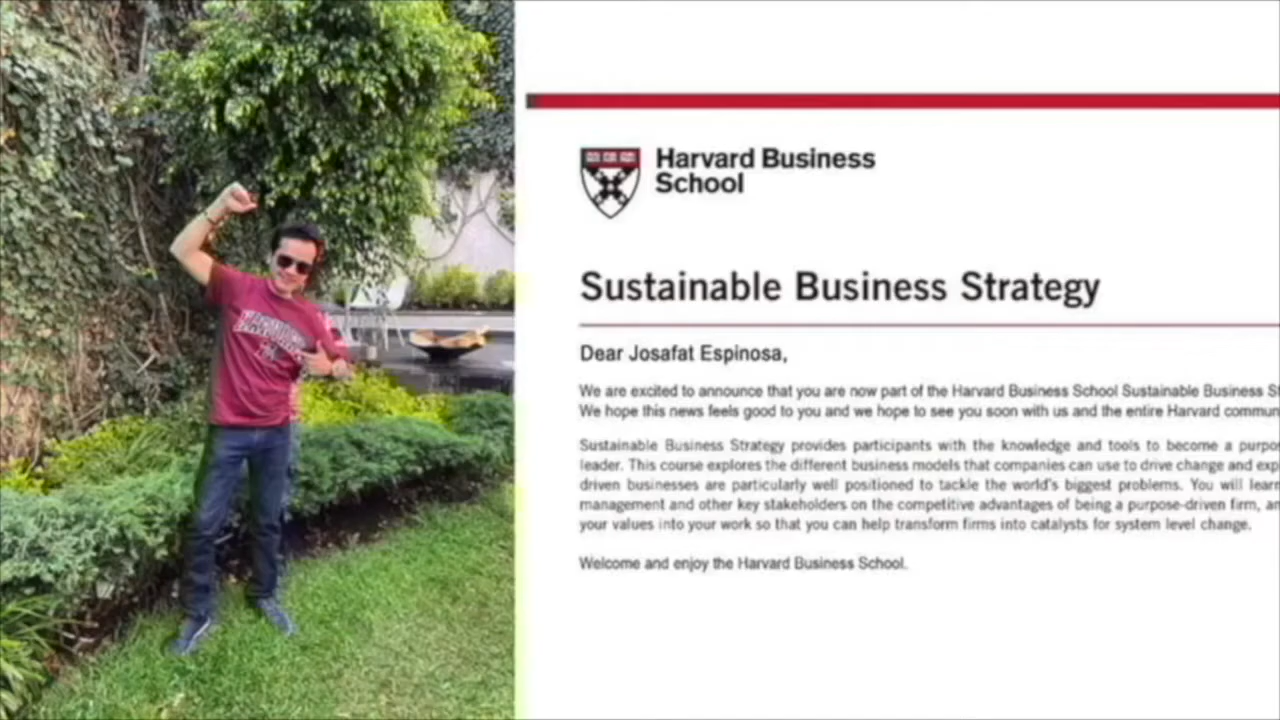 Harvard Business
School
Sustainable Business Strategy
Dear Josafat Espinosa,
We are excited to announce that you are now part of the Harvard Business School Sustainable Business S
We hope this news feels good to you and we hope to see you soon with us and the entire Harvard commun
Sustainable Business Strategy provides participants with the knowledge and tools to become a purpo
leader. This course explores the different business models that companies can use to drive change and exp
driven businesses are particularly well positioned to tackle the world's biggest problems. You will learn
management and other key stakeholders on the competitive advantages of being a purpose-driven firm, an
your values into your work so that you can help transform firms into catalysts for system level change.
Welcome and enjoy the Harvard Business School.